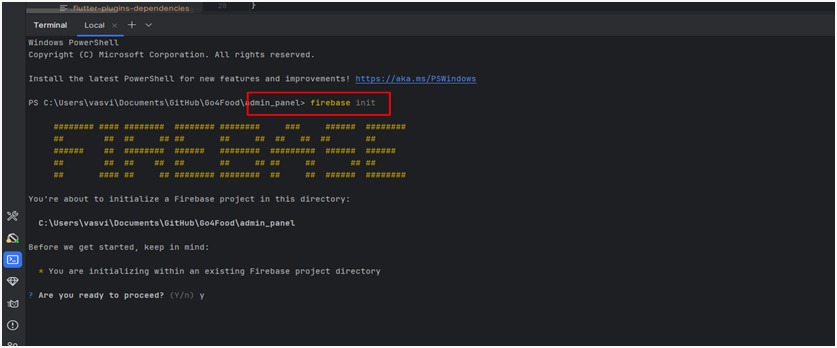 .flutter-plugins-dependencies
20 }
Terminal Local × + ⌄
Windows PowerShell
Copyright (C) Microsoft Corporation. All rights reserved.
Install the latest PowerShell for new features and improvements! https://aka.ms/PSWindows
PS C:\Users\vasvi\Documents\GitHub\Go4Food\admin_panel> firebase init
######## #### ######## ######## ######## ### ###### ########
## ## ## ## ## ## ## ## ## ## ##
###### ## ######## ###### ######## ######### ###### ######
## ## ## ## ## ## ## ## ## ## ##
## #### ## ## ######## ######## ## ## ###### ########
You're about to initialize a Firebase project in this directory:
C:\Users\vasvi\Documents\GitHub\Go4Food\admin_panel
Before we get started, keep in mind:
* You are initializing within an existing Firebase project directory
? Are you ready to proceed? (Y/n) y